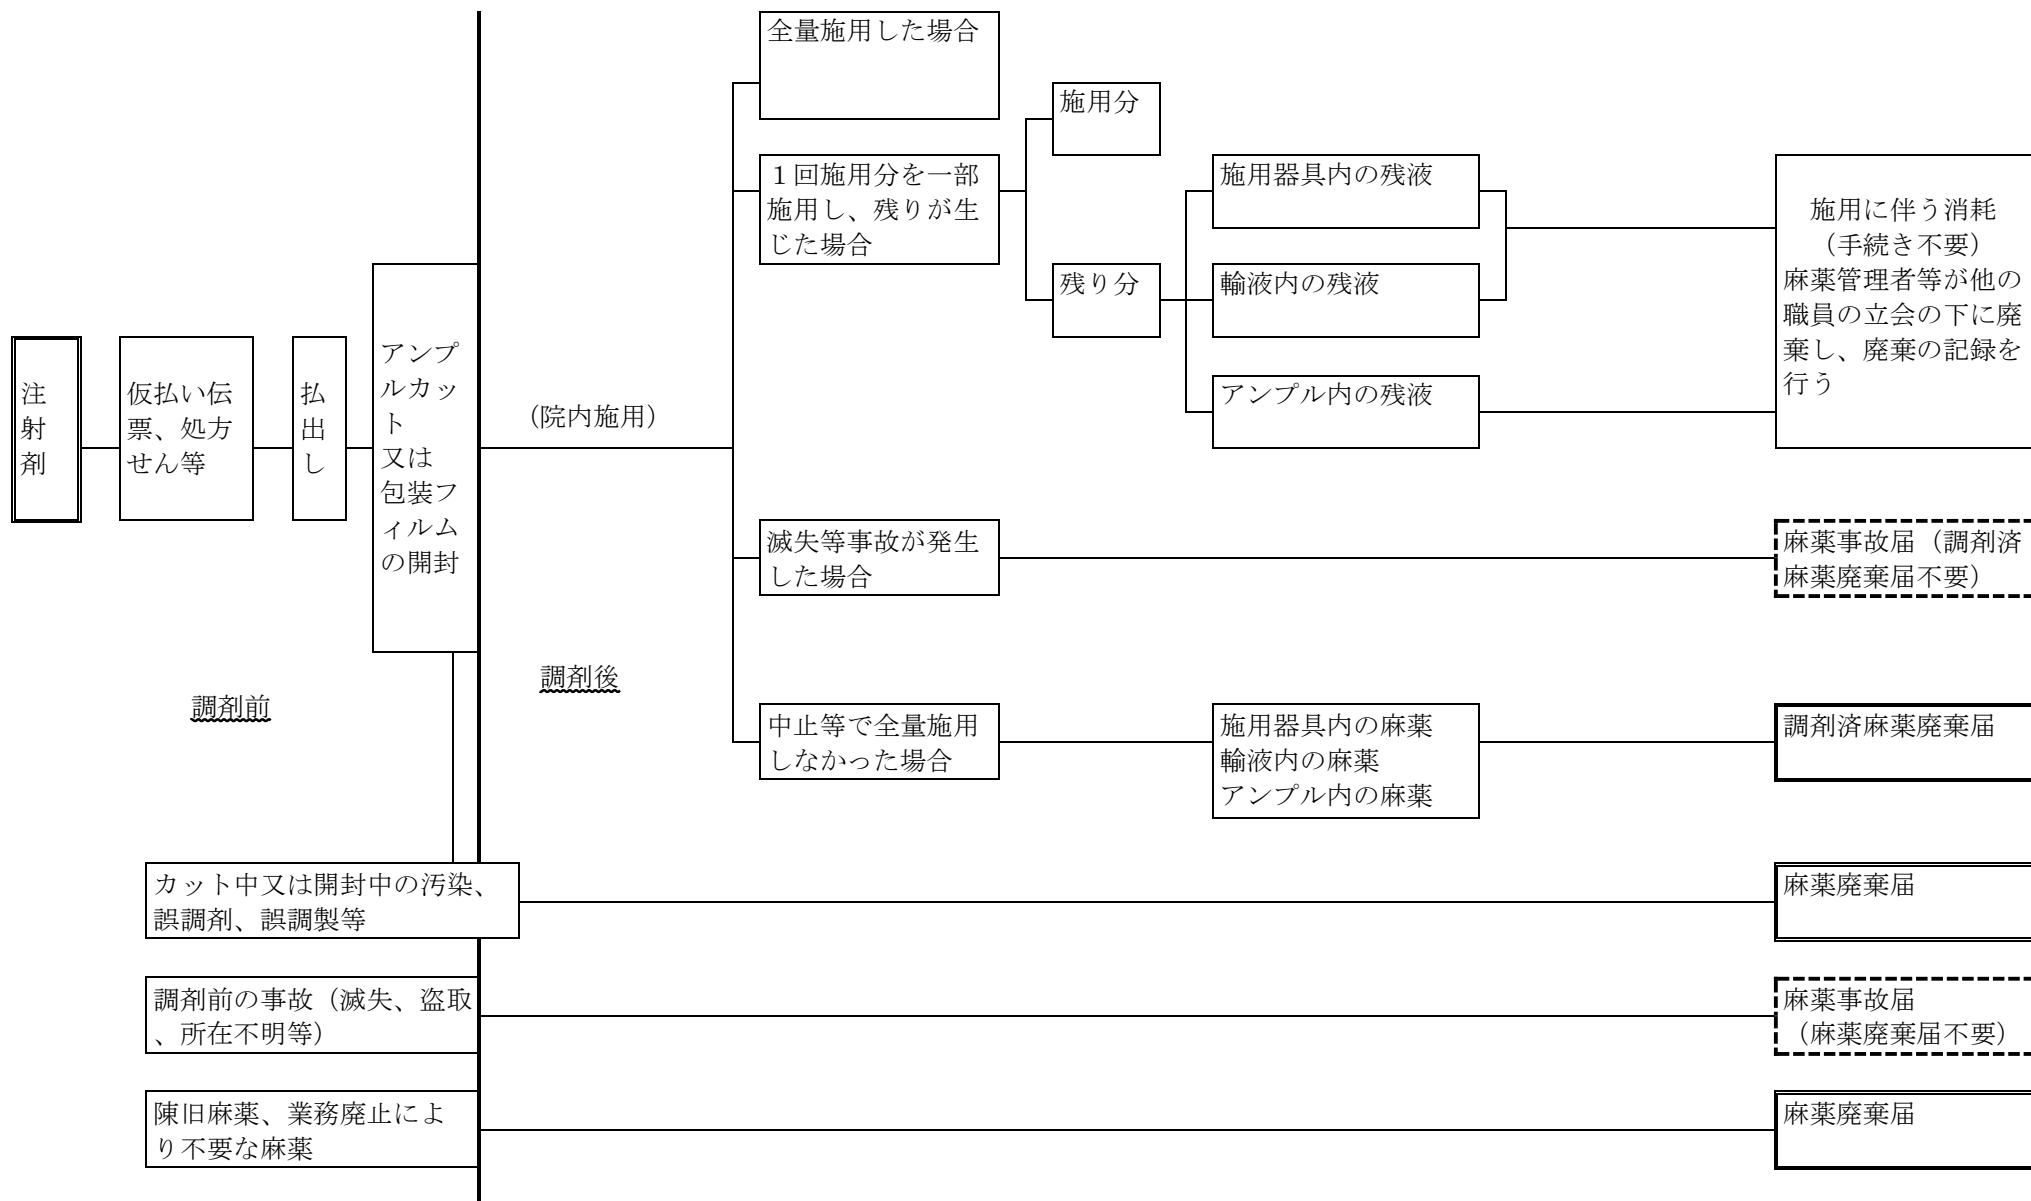 注
射
剤
仮払い伝
票、処方
せん等
払
出
し
アンプ
ルカッ
ト
又は
包装フ
ィルム
の開封
（院内施用）
全量施用した場合
１回施用分を一部
施用し、残りが生
じた場合
施用分
残り分
施用器具内の残液
輸液内の残液
アンプル内の残液
施用に伴う消耗
（手続き不要）
麻薬管理者等が他の
職員の立会の下に廃
棄し、廃棄の記録を
行う
滅失等事故が発生
した場合
麻薬事故届（調剤済
麻薬廃棄届不要）
調剤前
調剤後
中止等で全量施用
しなかった場合
施用器具内の麻薬
輸液内の麻薬
アンプル内の麻薬
調剤済麻薬廃棄届
カット中又は開封中の汚染、
誤調剤、誤調製等
麻薬廃棄届
調剤前の事故（滅失、盗取
、所在不明等）
麻薬事故届
（麻薬廃棄届不要）
陳旧麻薬、業務廃止によ
り不要な麻薬
麻薬廃棄届